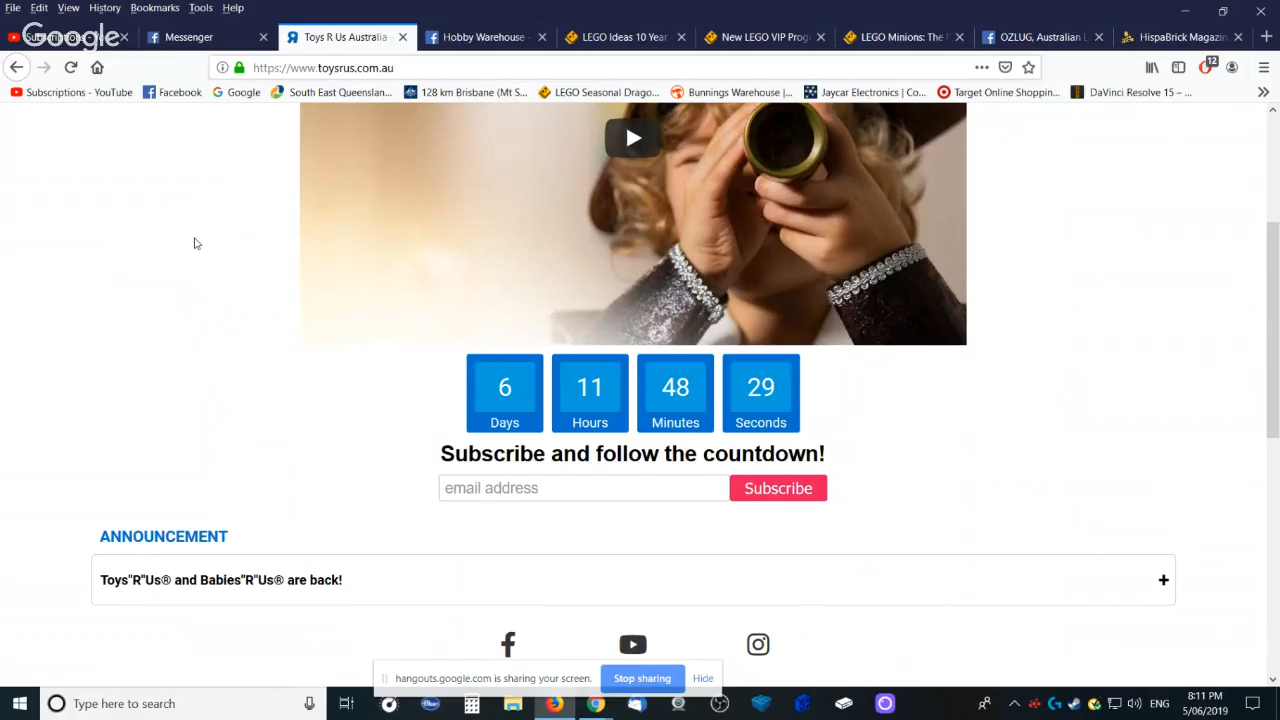 File Edit View History Bookmarks Tools Help
Google
Subscriptions
Messenger
Toys R Us Australia
Hobby Warehouse -
LEGO Ideas 10 Year
New LEGO VIP Prog
LEGO Minions: The
OZLUG, Australian L
HispaBrick Magazin
https://www.toysrus.com.au
12
Subscriptions - YouTube
Facebook
Google
South East Queenslan...
128 km Brisbane (Mt S...
LEGO Seasonal Drago...
Bunnings Warehouse |...
Jaycar Electronics | Co...
Target Online Shoppin...
DaVinci Resolve 15 – ...
6 11 48 29
Days Hours Minutes Seconds
Subscribe and follow the countdown!
email address Subscribe
ANNOUNCEMENT
Toys"R"Us® and Babies"R"Us® are back! +
hangouts.google.com is sharing your screen. Stop sharing Hide
Type here to search
ENG
8:11 PM
5/06/2019